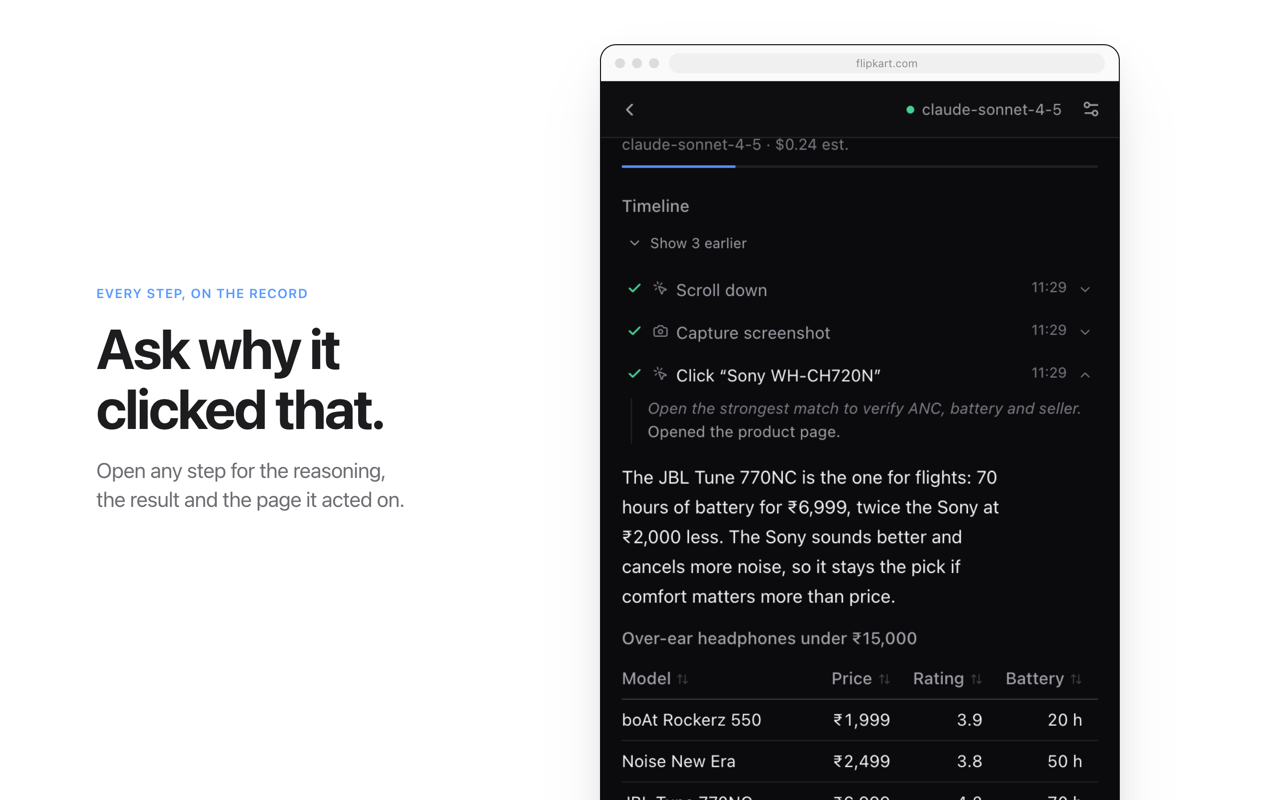 EVERY STEP, ON THE RECORD
Ask why it
clicked that.
Open any step for the reasoning,
the result and the page it acted on.
flipkart.com
claude-sonnet-4-5
claude-sonnet-4-5 · $0.24 est.
Timeline
Show 3 earlier
Scroll down 11:29
Capture screenshot 11:29
Click “Sony WH-CH720N” 11:29
Open the strongest match to verify ANC, battery and seller.
Opened the product page.
The JBL Tune 770NC is the one for flights: 70
hours of battery for ₹6,999, twice the Sony at
₹2,000 less. The Sony sounds better and
cancels more noise, so it stays the pick if
comfort matters more than price.
Over-ear headphones under ₹15,000
Model Price Rating Battery
boAt Rockerz 550 ₹1,999 3.9 20 h
Noise New Era ₹2,499 3.8 50 h